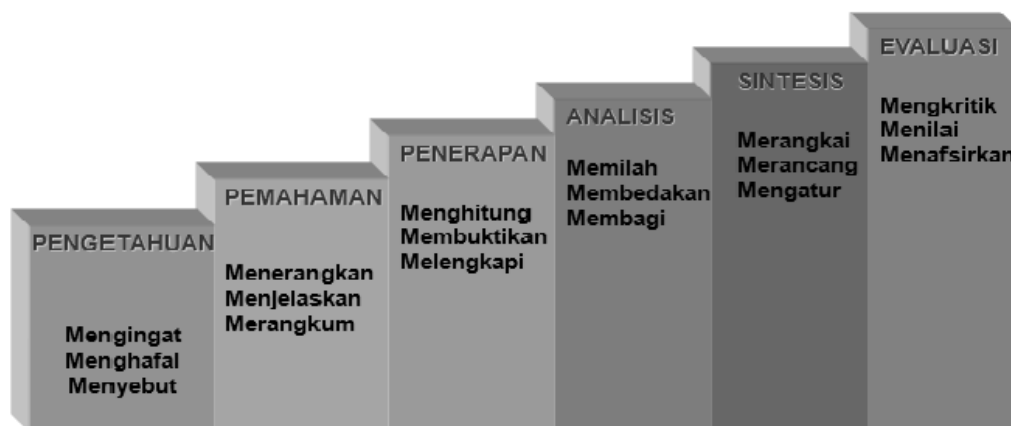 PENGETAHUAN
Mengingat
Menghafal
Menyebut
PEMAHAMAN
Menerangkan
Menjelaskan
Merangkum
PENERAPAN
Menghitung
Membuktikan
Melengkapi
ANALISIS
Memilah
Membedakan
Membagi
SINTESIS
Merangkai
Merancang
Mengatur
EVALUASI
Mengkritik
Menilai
Menafsirkan